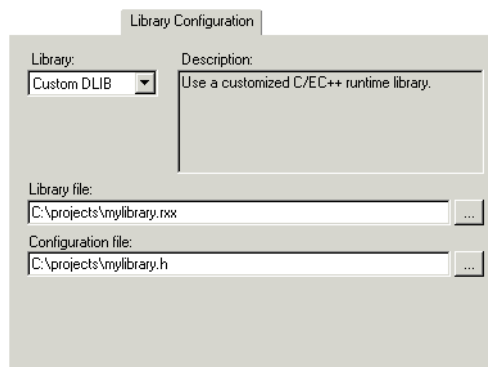 Library Configuration
Library:
Description:
Custom DLIB
Use a customized C/EC++ runtime library.
Library file:
C:\projects\mylibrary.rxx
...
Configuration file:
C:\projects\mylibrary.h
...